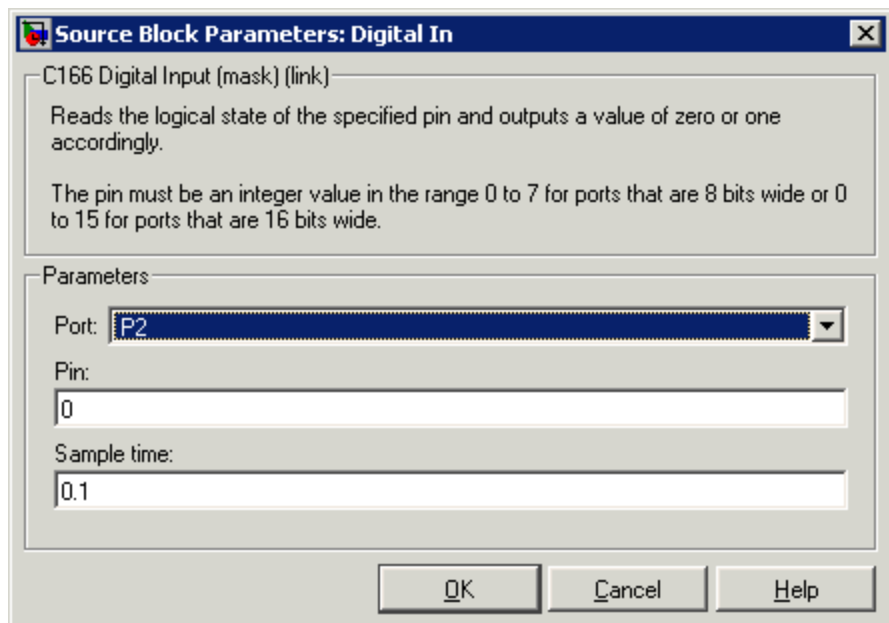 Source Block Parameters: Digital In
C166 Digital Input (mask) (link)
Reads the logical state of the specified pin and outputs a value of zero or one
accordingly.
The pin must be an integer value in the range 0 to 7 for ports that are 8 bits wide or 0
to 15 for ports that are 16 bits wide.
Parameters
Port: P2
Pin:
0
Sample time:
0.1
OK Cancel Help